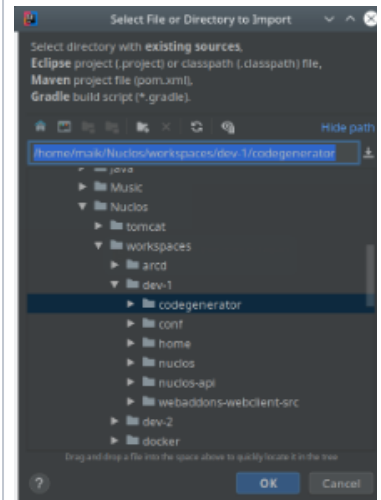 Select File or Directory to Import
Select directory with existing sources,
Eclipse project (.project) or classpath (.classpath) file,
Maven project file (pom.xml),
Gradle build script (*.gradle).
Hide path
/home/maik/Nuclos/workspaces/dev-1/codegenerator
java
Music
Nuclos
tomcat
workspaces
arcd
dev-1
codegenerator
conf
home
nuclos
nuclos-api
webaddons-webclient-src
dev-2
docker
Drag and drop a file into the space above to quickly locate it in the tree
?
OK
Cancel